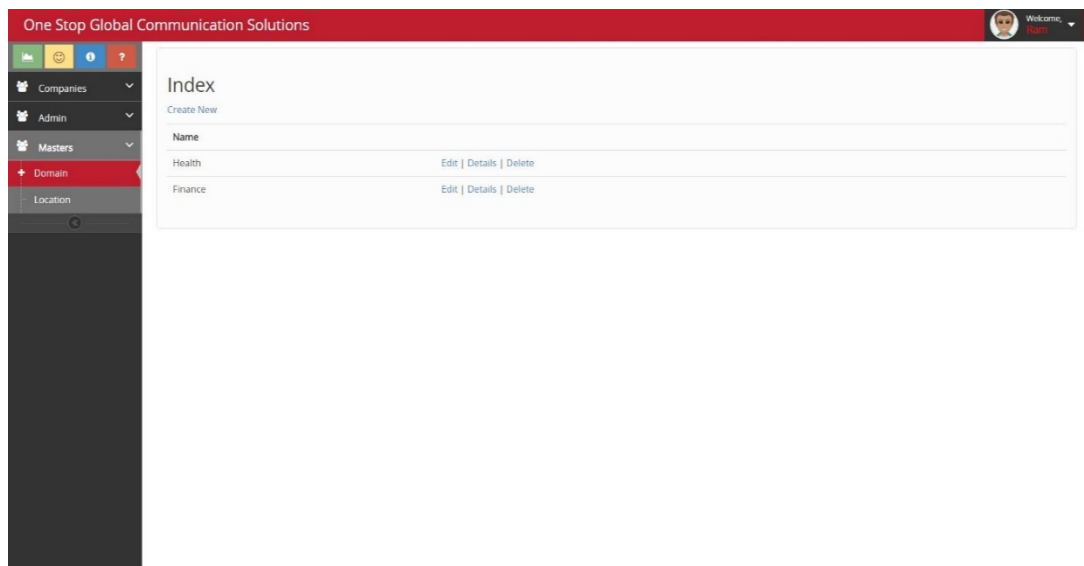 One Stop Global Communication Solutions
Welcome,
Ram
?
Companies
Admin
Masters
Domain
Location
Index
Create New
Name
Health Edit | Details | Delete
Finance Edit | Details | Delete